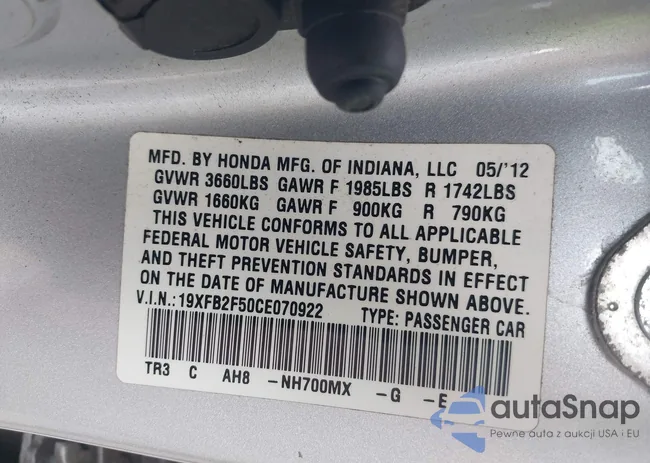 MFD. BY HONDA MFG. OF INDIANA, LLC 05/'12
GVWR 3660LBS GAWR F 1985LBS R 1742LBS
GVWR 1660KG GAWR F 900KG R 790KG
THIS VEHICLE CONFORMS TO ALL APPLICABLE
FEDERAL MOTOR VEHICLE SAFETY, BUMPER,
AND THEFT PREVENTION STANDARDS IN EFFECT
ON THE DATE OF MANUFACTURE SHOWN ABOVE.
V.I.N.:19XFB2F50CE070922 TYPE: PASSENGER CAR
TR3 C AH8 -NH700MX -G -E
autaSnap
Pewne auta z aukcji USA i EU